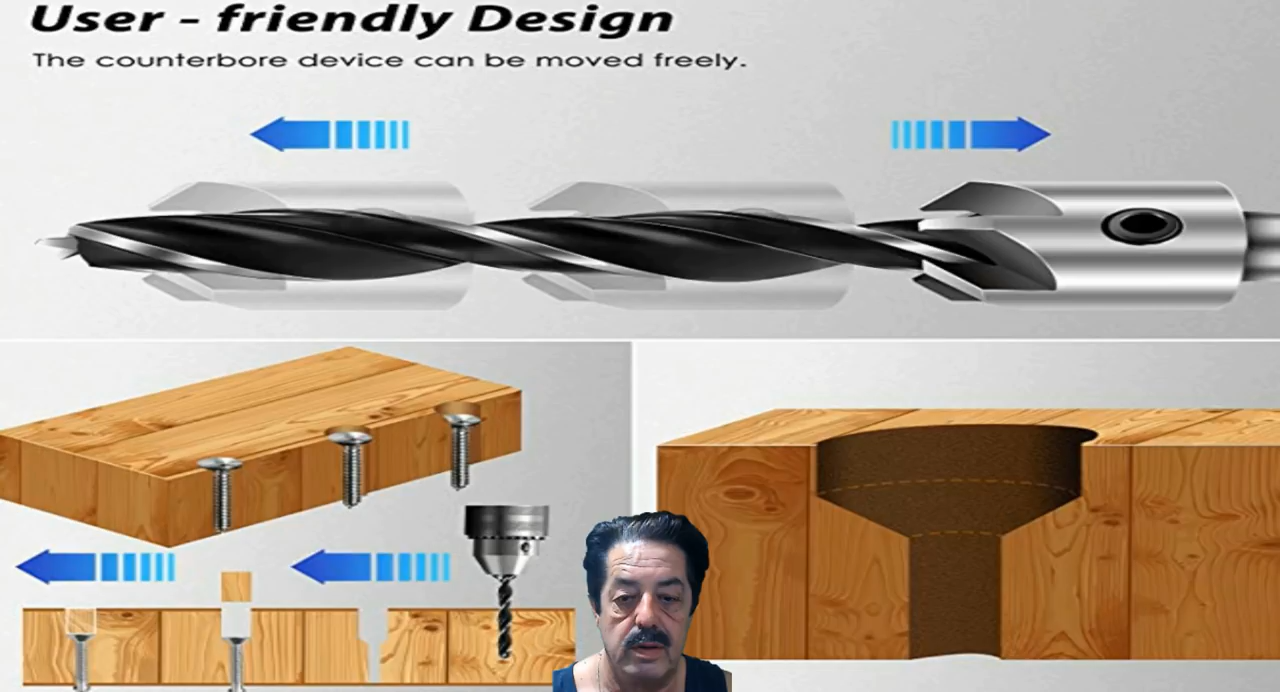 User - friendly Design
The counterbore device can be moved freely.